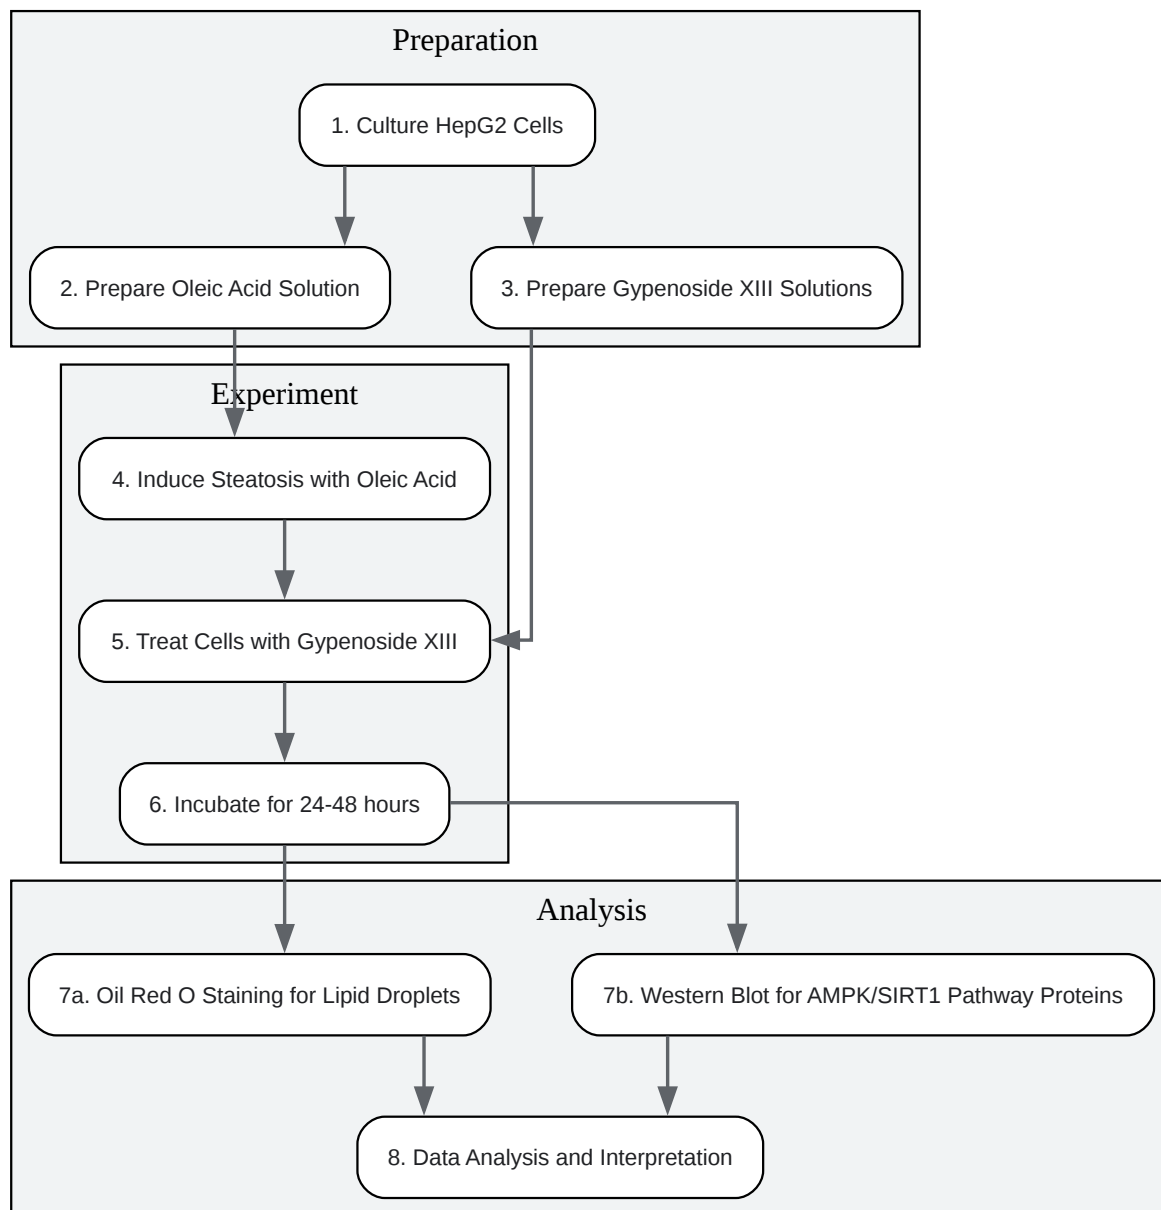 Preparation
1. Culture HepG2 Cells
2. Prepare Oleic Acid Solution
3. Prepare Gypenoside XIII Solutions
Experiment
4. Induce Steatosis with Oleic Acid
5. Treat Cells with Gypenoside XIII
6. Incubate for 24-48 hours
Analysis
7a. Oil Red O Staining for Lipid Droplets
7b. Western Blot for AMPK/SIRT1 Pathway Proteins
8. Data Analysis and Interpretation